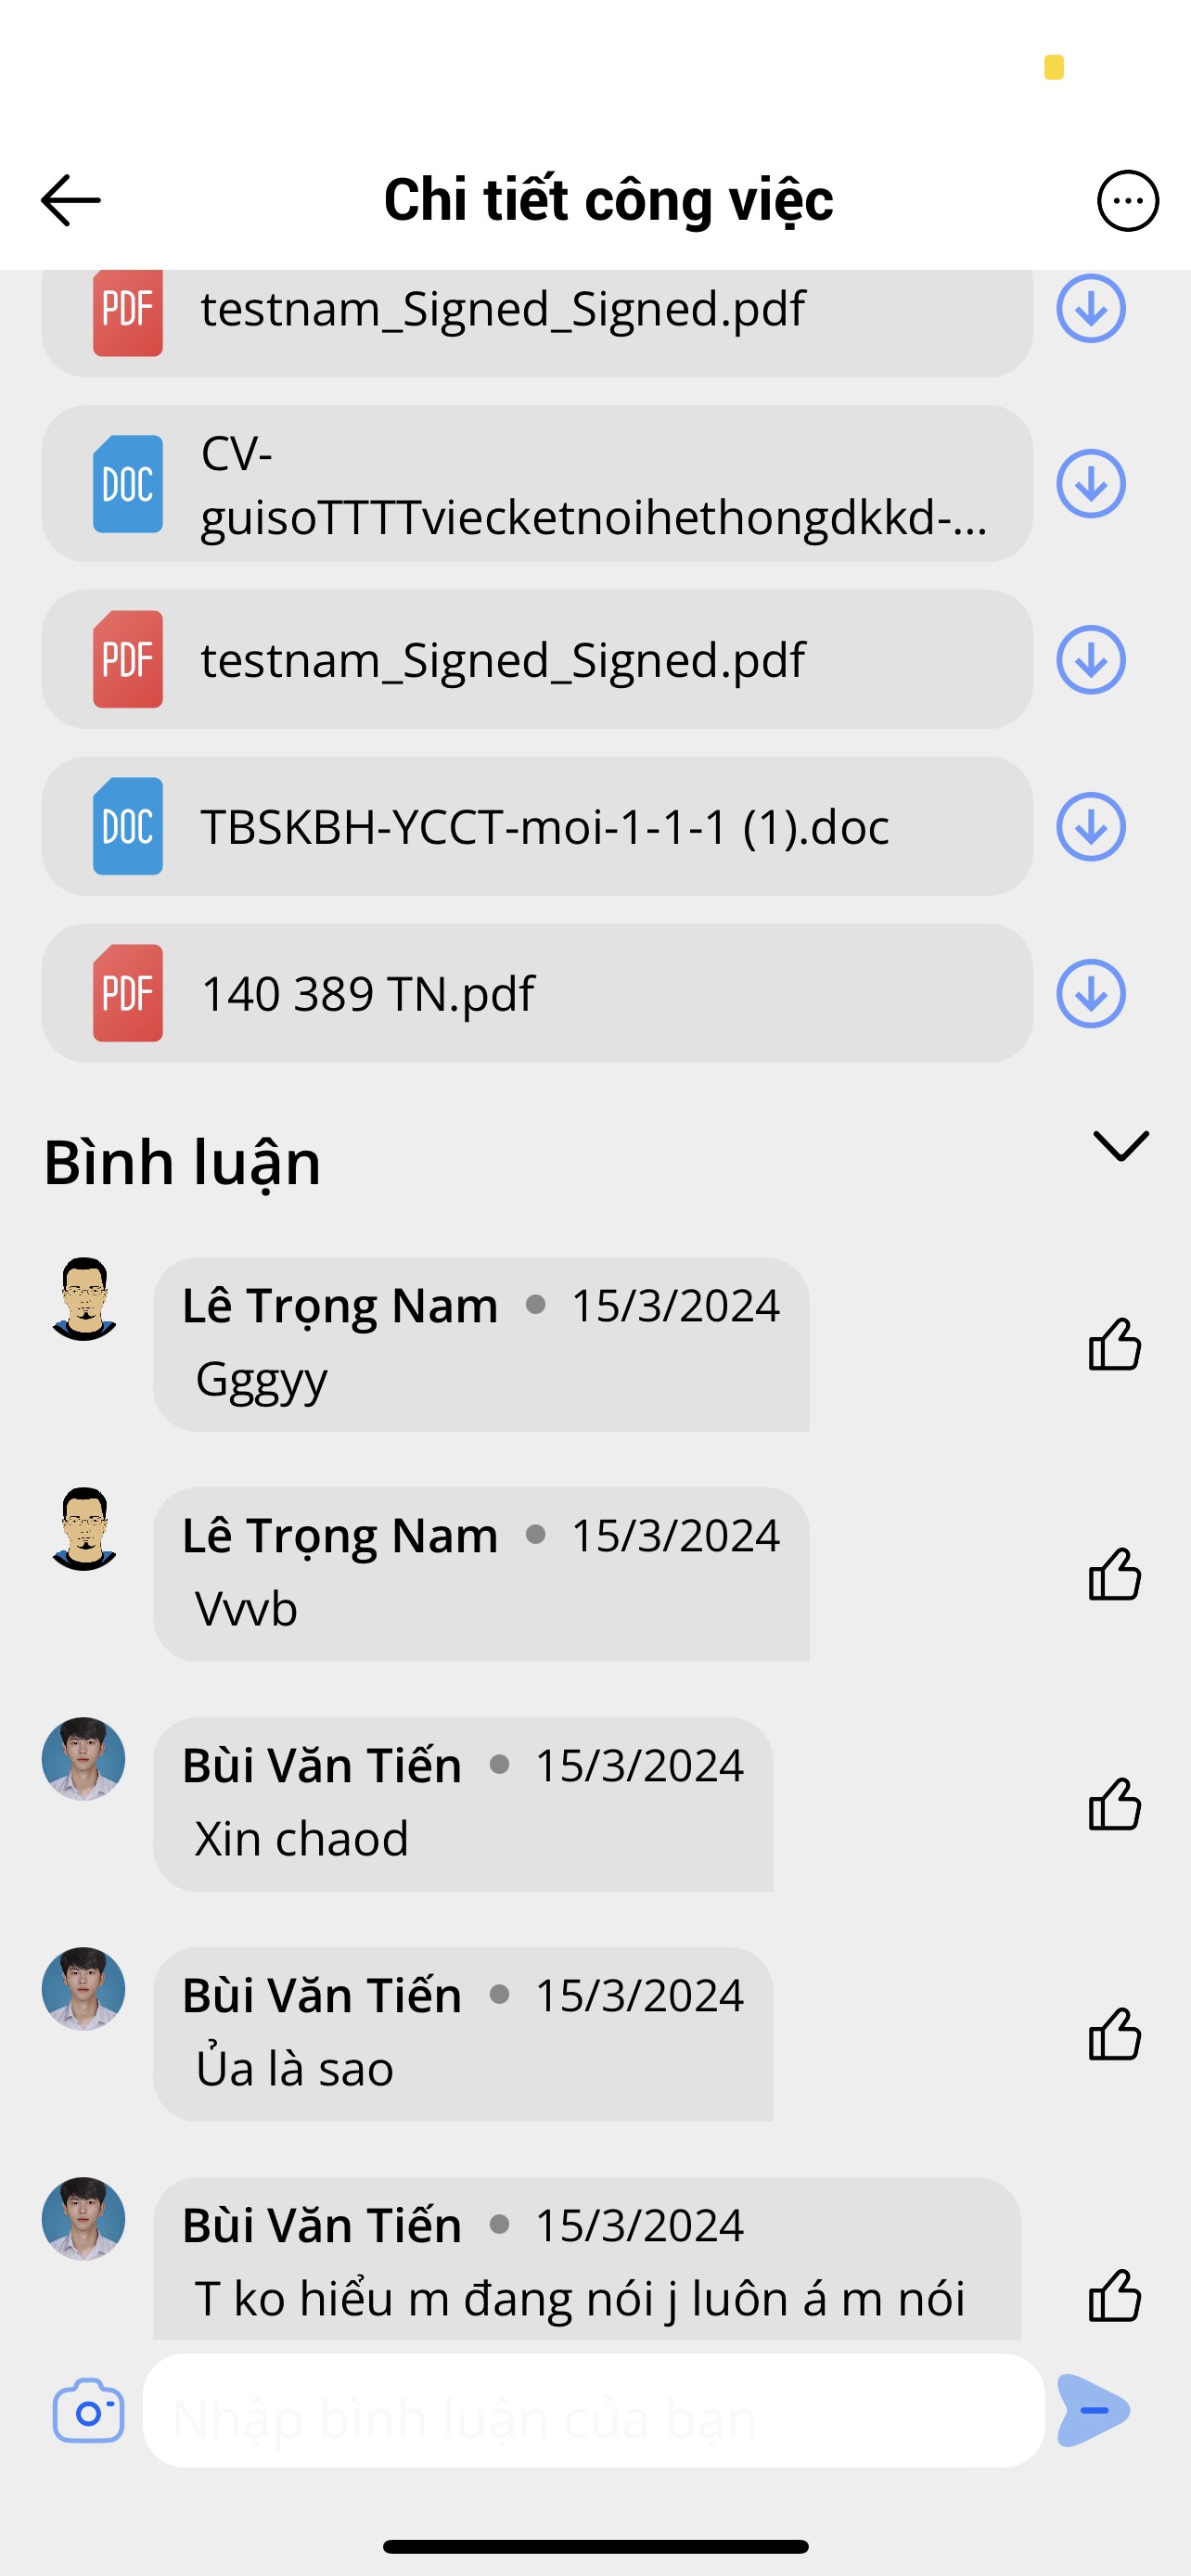 Chi tiết công việc
PDF
testnam_Signed_Signed.pdf
DOC
CV-
guisoTTTTviecketnoihethongdkkd-...
PDF
testnam_Signed_Signed.pdf
DOC
TBSKBH-YCCT-moi-1-1-1 (1).doc
PDF
140 389 TN.pdf
Bình luận
Lê Trọng Nam 15/3/2024
Gggyy
Lê Trọng Nam 15/3/2024
Vvvb
Bùi Văn Tiến 15/3/2024
Xin chaod
Bùi Văn Tiến 15/3/2024
Ủa là sao
Bùi Văn Tiến 15/3/2024
T ko hiểu m đang nói j luôn á m nói
Nhập bình luận của bạn